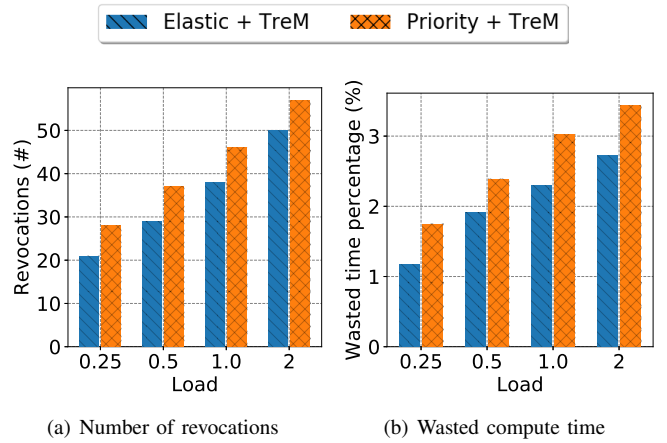 Elastic + TreM Priority + TreM
Revocations (#)
50
40
30
20
10
0
0.25 0.5 1.0 2
Load
(a) Number of revocations
Wasted time percentage (%)
3
2
1
0
0.25 0.5 1.0 2
Load
(b) Wasted compute time